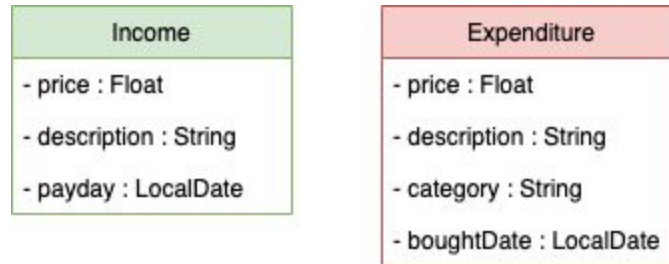 Income
- price : Float
- description : String
- payday : LocalDate
Expenditure
- price : Float
- description : String
- category : String
- boughtDate : LocalDate